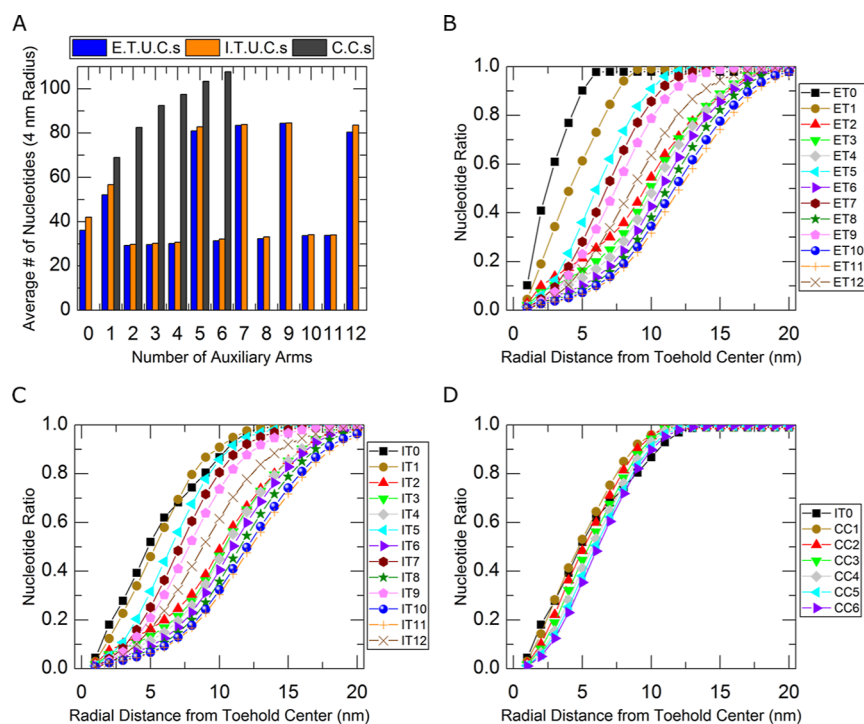 A
E.T.U.C.s I.T.U.C.s C.C.s
Average # of Nucleotides (4 nm Radius)
100
80
60
40
20
0
0 1 2 3 4 5 6 7 8 9 10 11 12
Number of Auxiliary Arms
B
Nucleotide Ratio
1.0
0.8
0.6
0.4
0.2
0.0
0 5 10 15 20
Radial Distance from Toehold Center (nm)
ET0
ET1
ET2
ET3
ET4
ET5
ET6
ET7
ET8
ET9
ET10
ET11
ET12
C
Nucleotide Ratio
1.0
0.8
0.6
0.4
0.2
0.0
0 5 10 15 20
Radial Distance from Toehold Center (nm)
IT0
IT1
IT2
IT3
IT4
IT5
IT6
IT7
IT8
IT9
IT10
IT11
IT12
D
Nucleotide Ratio
1.0
0.8
0.6
0.4
0.2
0.0
0 5 10 15 20
Radial Distance from Toehold Center (nm)
IT0
CC1
CC2
CC3
CC4
CC5
CC6